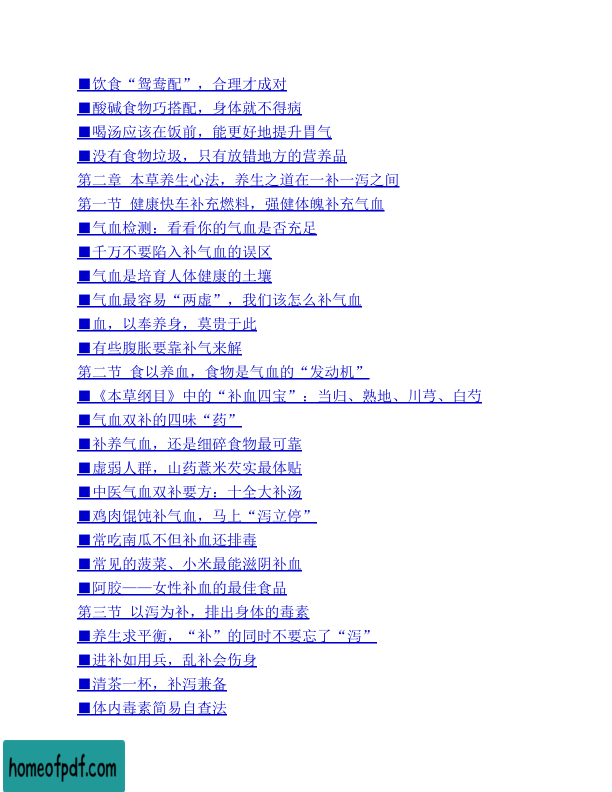 ■饮食“鸳鸯配”，合理才成对
■酸碱食物巧搭配，身体就不得病
■喝汤应该在饭前，能更好地提升胃气
■没有食物垃圾，只有放错地方的营养品
第二章 本草养生心法，养生之道在一补一泻之间
第一节 健康快车补充燃料，强健体魄补充气血
■气血检测：看看你的气血是否充足
■千万不要陷入补气血的误区
■气血是培育人体健康的土壤
■气血最容易“两虚”，我们该怎么补气血
■血，以奉养身，莫贵于此
■有些腹胀要靠补气来解
第二节 食以养血，食物是气血的“发动机”
■《本草纲目》中的“补血四宝”：当归、熟地、川芎、白芍
■气血双补的四味“药”
■补养气血，还是细碎食物最可靠
■虚弱人群，山药薏米芡实最体贴
■中医气血双补要方：十全大补汤
■鸡肉馄饨补气血，马上“泻立停”
■常吃南瓜不但补血还排毒
■常见的菠菜、小米最能滋阴补血
■阿胶——女性补血的最佳食品
第三节 以泻为补，排出身体的毒素
■养生求平衡，“补”的同时不要忘了“泻”
■进补如用兵，乱补会伤身
■清茶一杯，补泻兼备
■体内毒素简易自查法
homeofpdf.com